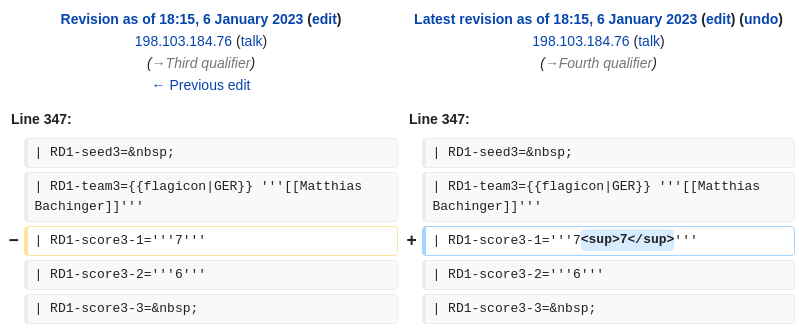 Revision as of 18:15, 6 January 2023 (edit)
198.103.184.76 (talk)
(→Third qualifier)
← Previous edit
Latest revision as of 18:15, 6 January 2023 (edit) (undo)
198.103.184.76 (talk)
(→Fourth qualifier)
Line 347:
Line 347:
| RD1-seed3=&nbsp;
| RD1-seed3=&nbsp;
| RD1-team3={{flagicon|GER}} '''[[Matthias
Bachinger]]'''
| RD1-team3={{flagicon|GER}} '''[[Matthias
Bachinger]]'''
− | RD1-score3-1='''7'''
+ | RD1-score3-1='''7<sup>7</sup>'''
| RD1-score3-2='''6'''
| RD1-score3-2='''6'''
| RD1-score3-3=&nbsp;
| RD1-score3-3=&nbsp;